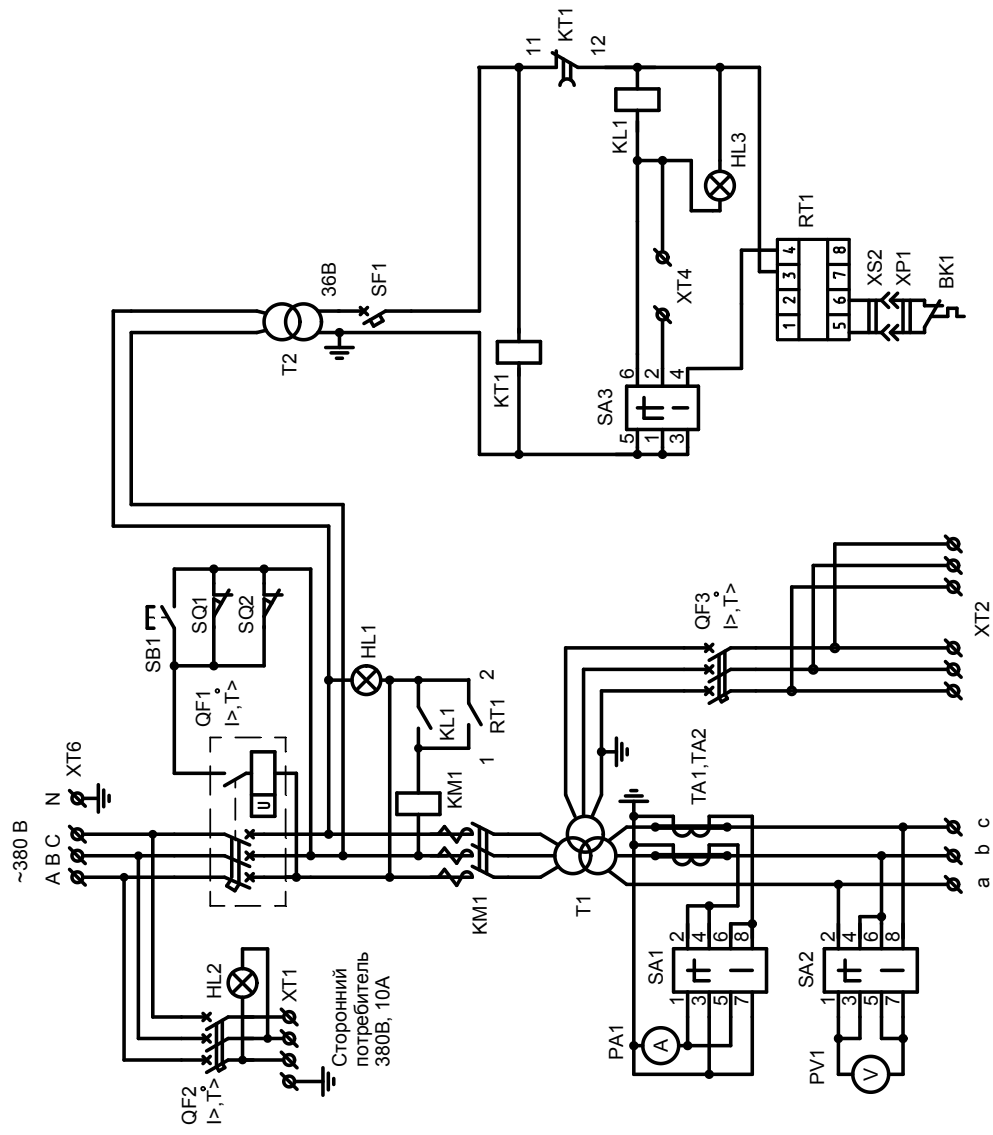 ~380 В
A B C N XT6
QF2
I>,T>°
HL2
XT1
Сторонний
потребитель
380В, 10А
QF1
I>,T>°
U
SB1
SQ1
SQ2
HL1
KM1
KL1
RT1
1 2
KM1
T2
36В
SF1
KT1
11 KT1 12
KL1
HL3
SA3
5 6
1 2
3 4
XT4
RT1
1 2 3 4
5 6 7 8
XS2
XP1
BK1
T1
QF3
I>,T>°
XT2
TA1,TA2
PA1
A
SA1
1 2
3 4
5 6
7 8
PV1
V
SA2
1 2
3 4
5 6
7 8
a b c